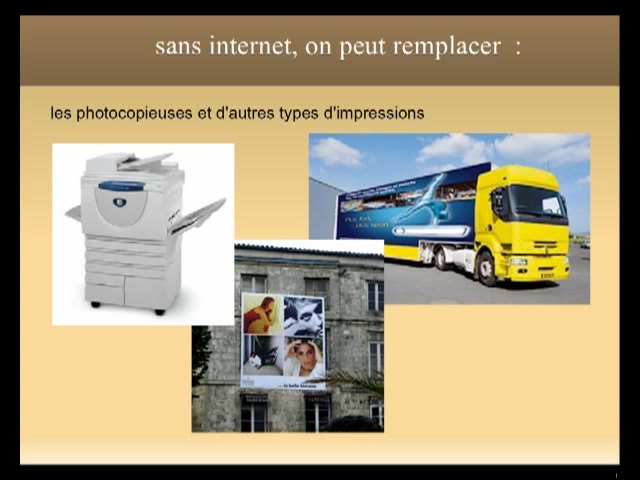 sans internet, on peut remplacer :
les photocopieuses et d'autres types d'impressions